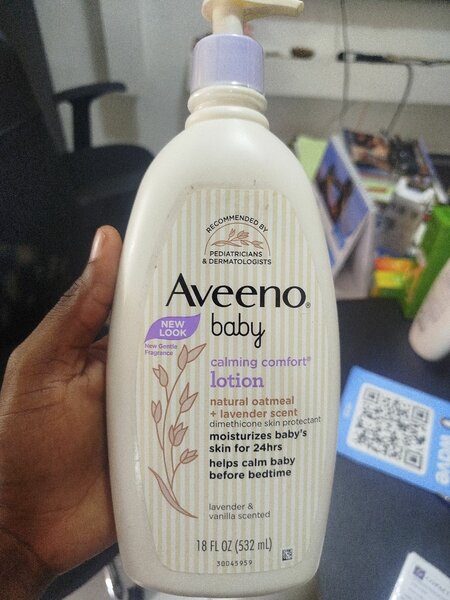 RECOMMENDED BY
PEDIATRICIANS
& DERMATOLOGISTS
Aveeno®
baby
NEW
LOOK
New Gentle
Fragrance
calming comfort®
lotion
natural oatmeal
+ lavender scent
dimethicone skin protectant
moisturizes baby's
skin for 24hrs
helps calm baby
before bedtime
lavender &
vanilla scented
18 FL OZ (532 mL)
30045959